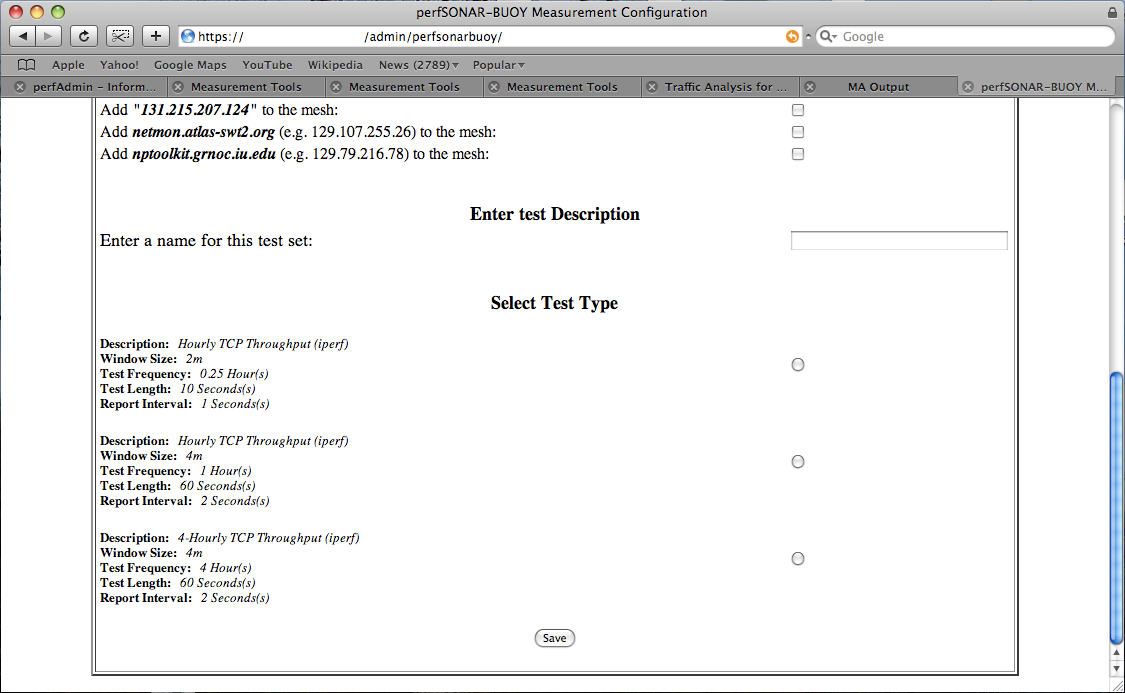 perfSONAR-BUOY Measurement Configuration
https:// /admin/perfsonarbuoy/ Google
Apple Yahoo! Google Maps YouTube Wikipedia News (2789) Popular
perfAdmin – Inform... Measurement Tools Measurement Tools Measurement Tools Traffic Analysis for ... MA Output perfSONAR-BUOY M...
Add "131.215.207.124" to the mesh:
Add netmon.atlas-swt2.org (e.g. 129.107.255.26) to the mesh:
Add nptoolkit.grnoc.iu.edu (e.g. 129.79.216.78) to the mesh:
Enter test Description
Enter a name for this test set:
Select Test Type
Description: Hourly TCP Throughput (iperf)
Window Size: 2m
Test Frequency: 0.25 Hour(s)
Test Length: 10 Seconds(s)
Report Interval: 1 Seconds(s)
Description: Hourly TCP Throughput (iperf)
Window Size: 4m
Test Frequency: 1 Hour(s)
Test Length: 60 Seconds(s)
Report Interval: 2 Seconds(s)
Description: 4-Hourly TCP Throughput (iperf)
Window Size: 4m
Test Frequency: 4 Hour(s)
Test Length: 60 Seconds(s)
Report Interval: 2 Seconds(s)
Save